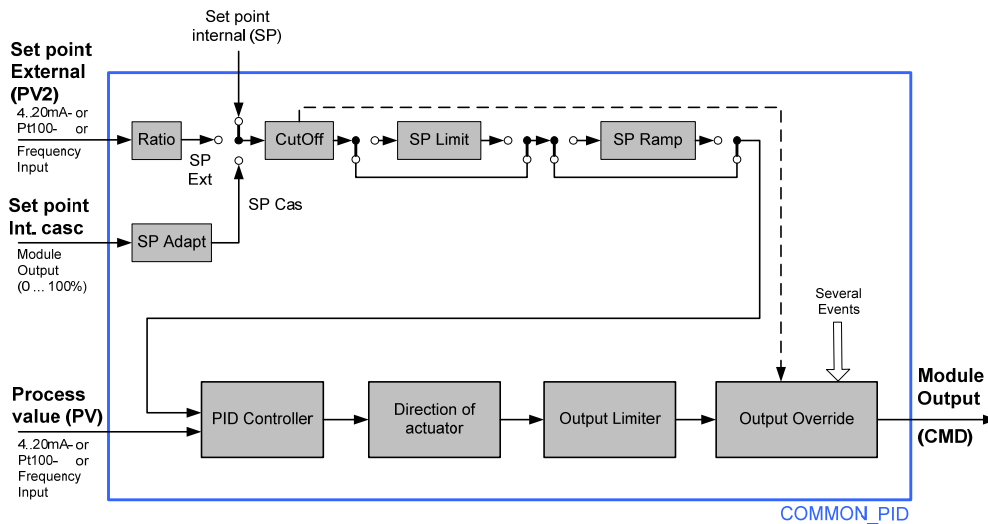 Set point
internal (SP)
Set point
External
(PV2)
4..20mA- or
Pt100- or
Frequency
Input
Ratio
SP
Ext
CutOff
SP Limit
SP Ramp
Set point
Int. casc
Module
Output
(0 ... 100%)
SP Adapt
SP Cas
Several
Events
Process
value (PV)
4..20mA- or
Pt100- or
Frequency
Input
PID Controller
Direction of
actuator
Output Limiter
Output Override
Module
Output
(CMD)
COMMON_PID